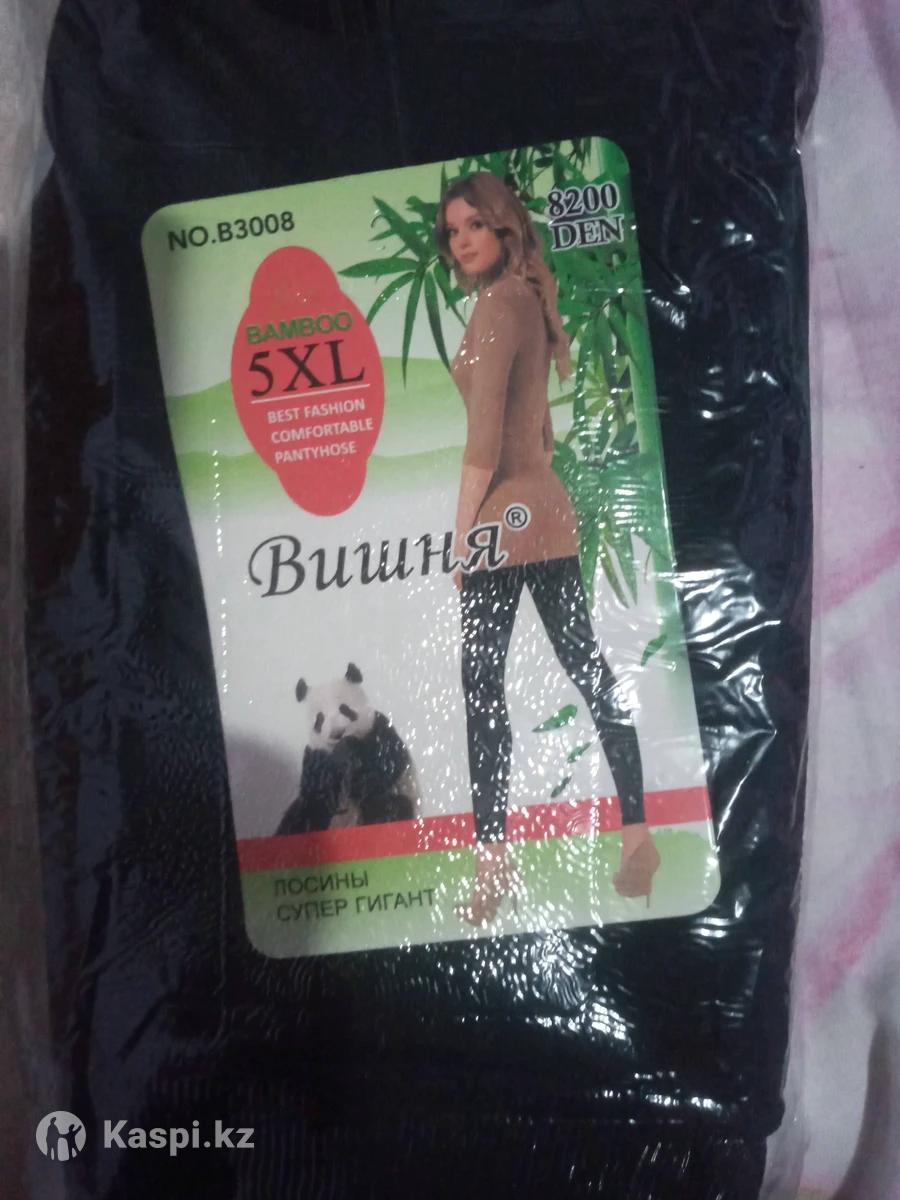 NO.B3008
8200
DEN
BAMBOO
5XL
BEST FASHION
COMFORTABLE
PANTYHOSE
Вишня®
ЛОСИНЫ
СУПЕР ГИГАНТ
Kaspi.kz